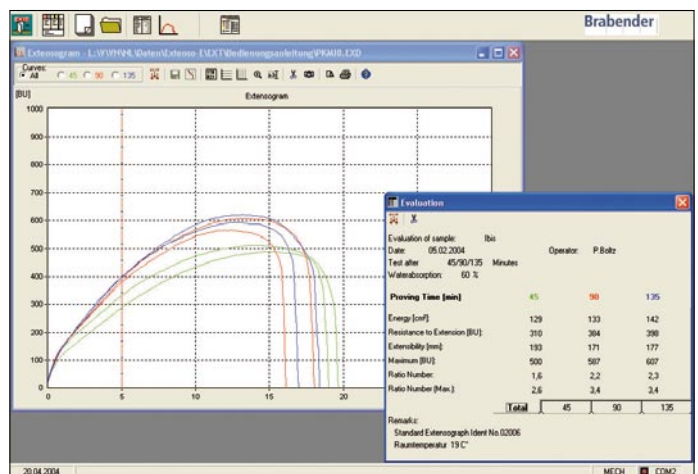 Brabender
Extensogram - L:\VVH\HL\Daten\Extenso-E\EXT\Bedienungsanleitung\PKM18.EXD
Curves:
All 45 90 135
[BU]
Extensogram
1000
900
800
700
600
500
400
300
200
100
0
0 5 10 15 20
Evaluation
Evaluation of sample: Ibis
Date: 05.02.2004 Operator: P.Boltz
Test after 45/90/135 Minutes
Waterabsorption: 60 %
Proving Time [min] 45 90 135
Energy [cm²]: 129 133 142
Resistance to Extension [BU]: 310 384 398
Extensibility [mm]: 193 171 177
Maximum [BU]: 500 587 607
Ratio Number: 1,6 2,2 2,3
Ratio Number (Max.): 2,6 3,4 3,4
Total 45 90 135
Remarks:
Standard Extensograph Ident No.02006
Raumtemperatur 19 C°
20.04.2004 MECH COM2